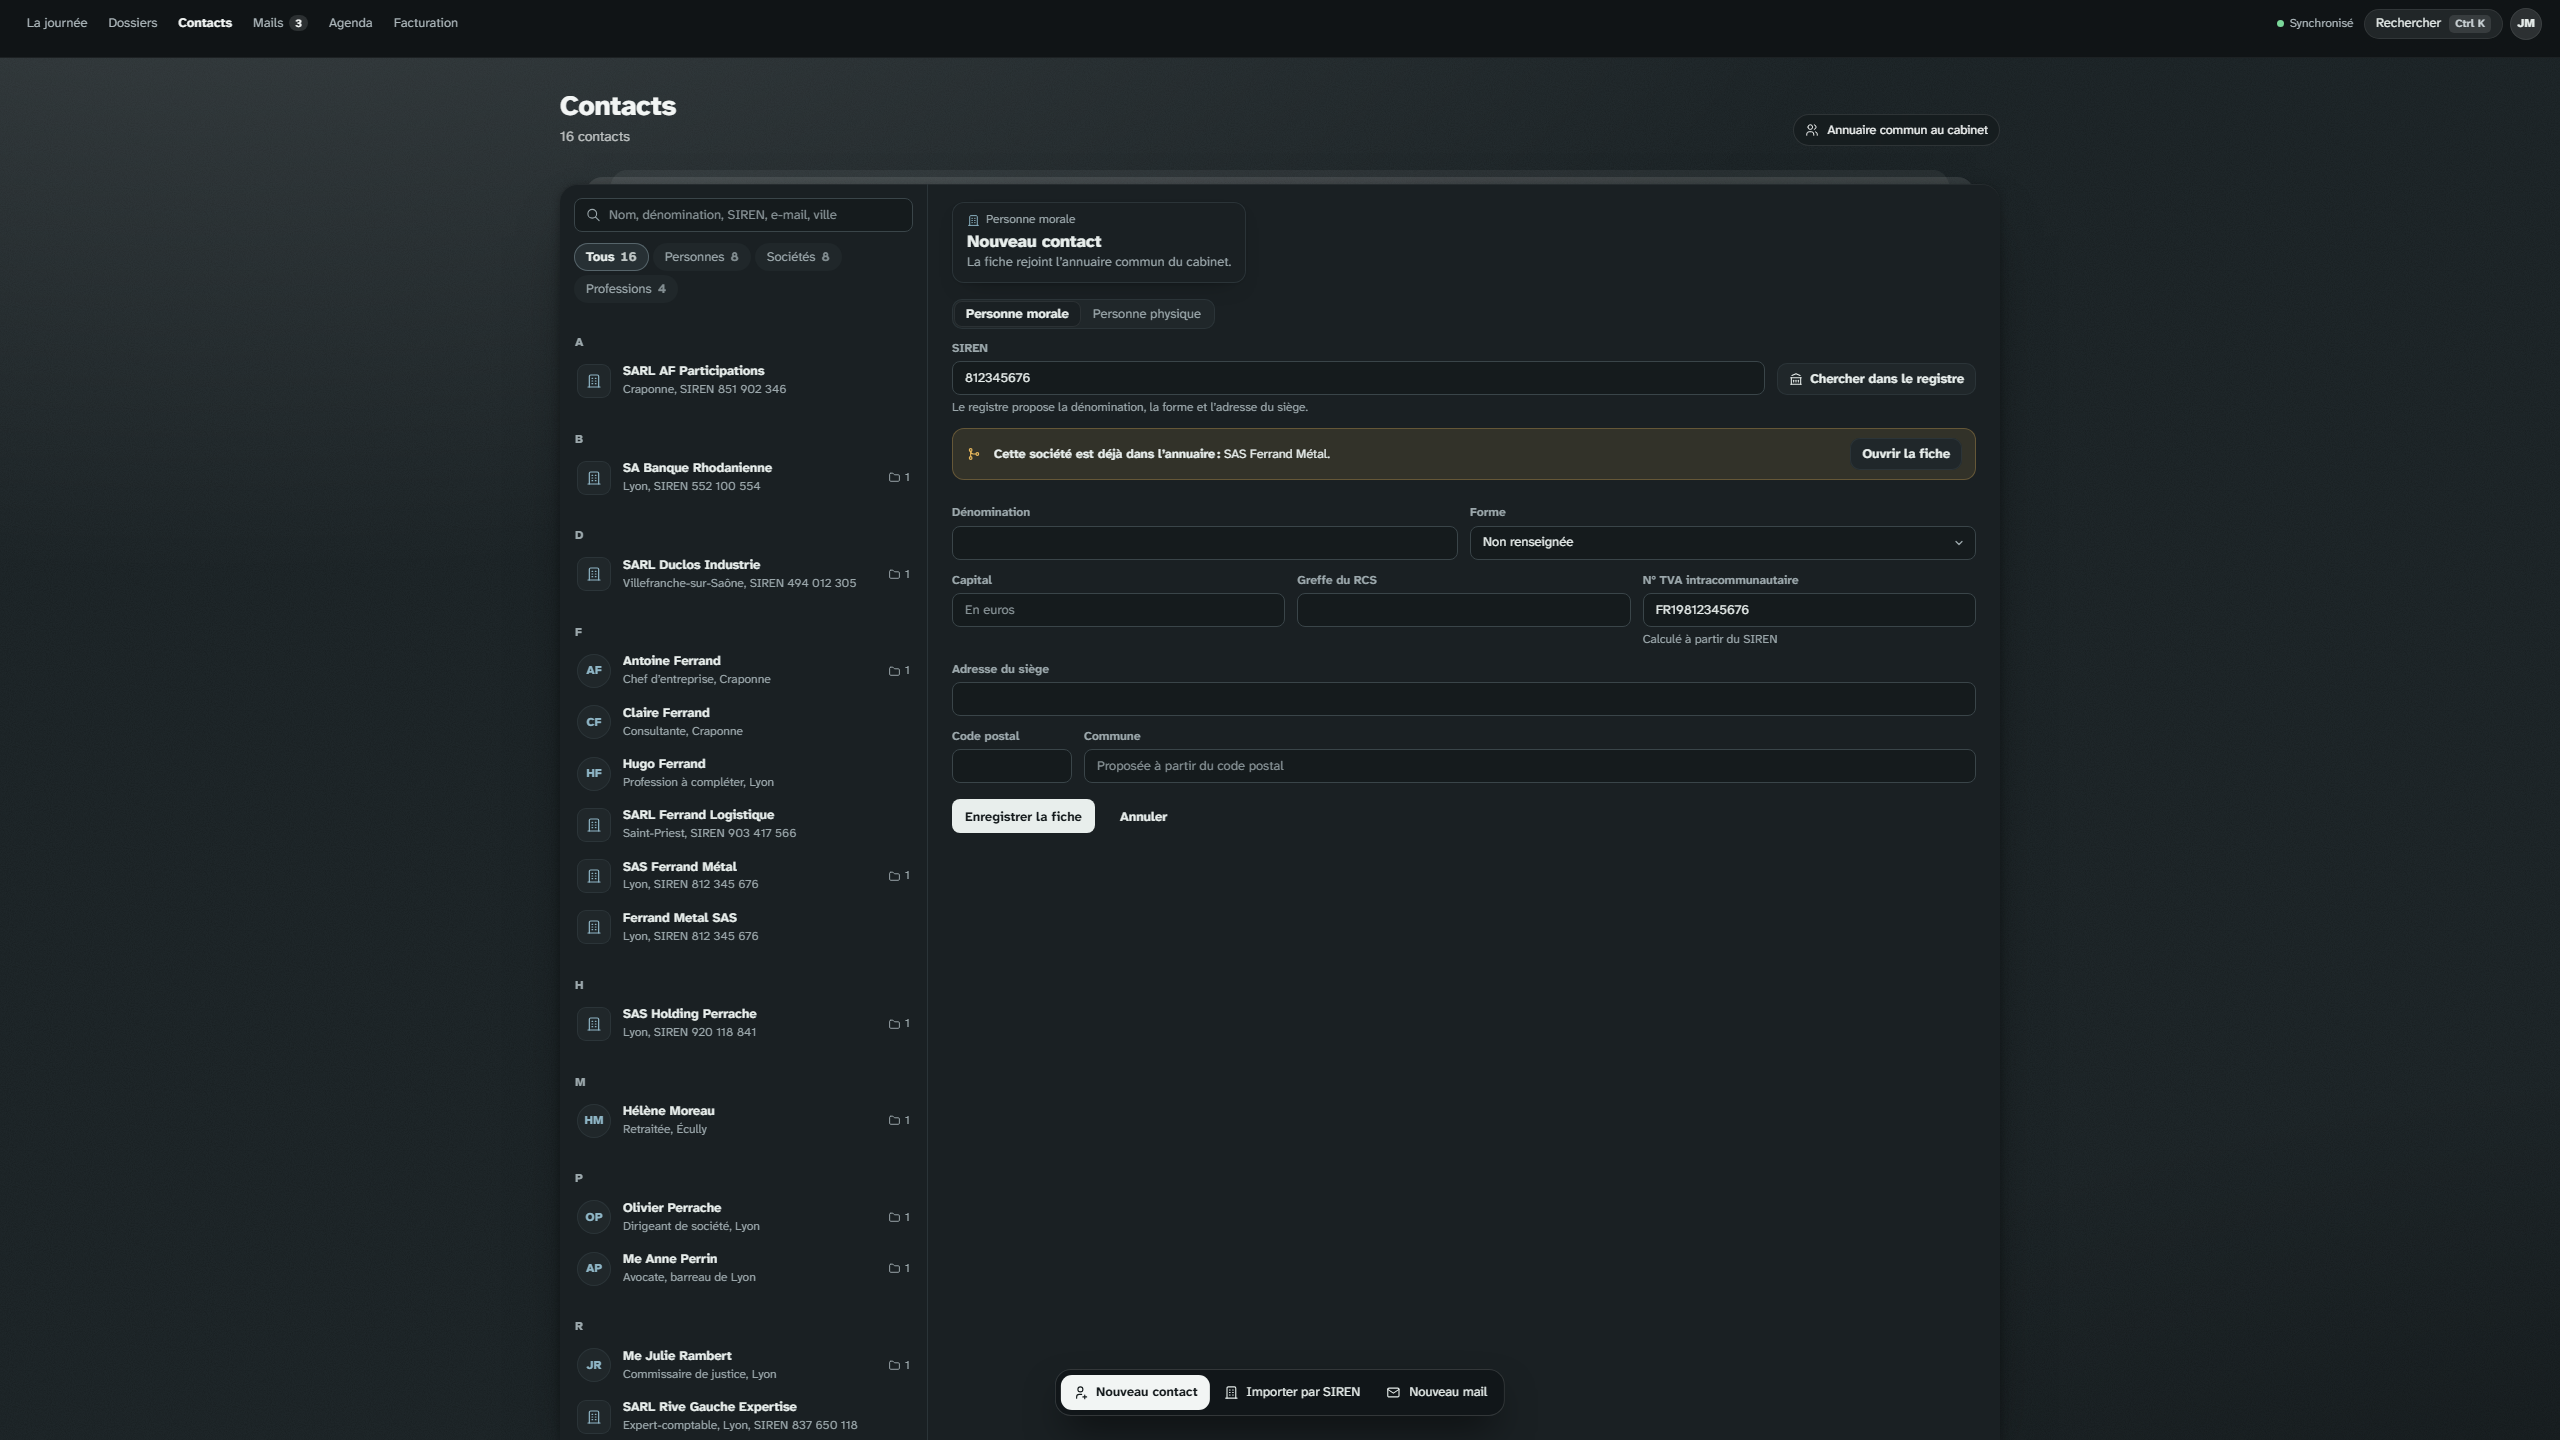 La journée Dossiers Contacts Mails 3 Agenda Facturation
Synchronisé Rechercher Ctrl K JM
Contacts
16 contacts
Annuaire commun au cabinet
Nom, dénomination, SIREN, e-mail, ville
Tous 16 Personnes 8 Sociétés 8
Professions 4
A
SARL AF Participations
Craponne, SIREN 851 902 346
B
SA Banque Rhodanienne
Lyon, SIREN 552 100 554
1
D
SARL Duclos Industrie
Villefranche-sur-Saône, SIREN 494 012 305
1
F
AF
Antoine Ferrand
Chef d'entreprise, Craponne
1
CF
Claire Ferrand
Consultante, Craponne
HF
Hugo Ferrand
Profession à compléter, Lyon
SARL Ferrand Logistique
Saint-Priest, SIREN 903 417 566
SAS Ferrand Métal
Lyon, SIREN 812 345 676
1
Ferrand Metal SAS
Lyon, SIREN 812 345 676
H
SAS Holding Perrache
Lyon, SIREN 920 118 841
1
M
HM
Hélène Moreau
Retraitée, Écully
1
P
OP
Olivier Perrache
Dirigeant de société, Lyon
1
AP
Me Anne Perrin
Avocate, barreau de Lyon
1
R
JR
Me Julie Rambert
Commissaire de justice, Lyon
1
SARL Rive Gauche Expertise
Expert-comptable, Lyon, SIREN 837 650 118
Personne morale
Nouveau contact
La fiche rejoint l'annuaire commun du cabinet.
Personne morale Personne physique
SIREN
812345676
Chercher dans le registre
Le registre propose la dénomination, la forme et l'adresse du siège.
Cette société est déjà dans l'annuaire : SAS Ferrand Métal.
Ouvrir la fiche
Dénomination Forme
Non renseignée
Capital Greffe du RCS N° TVA intracommunautaire
En euros FR19812345676
Calculé à partir du SIREN
Adresse du siège
Code postal Commune
Proposée à partir du code postal
Enregistrer la fiche Annuler
Nouveau contact Importer par SIREN Nouveau mail